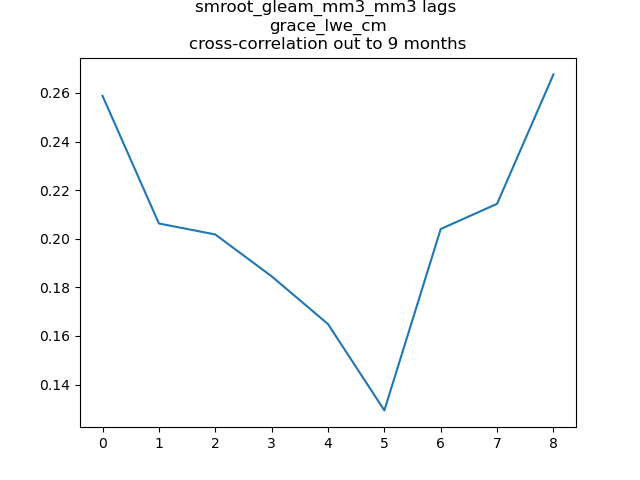 smroot_gleam_mm3_mm3 lags
grace_lwe_cm
cross-correlation out to 9 months
0.26
0.24
0.22
0.20
0.18
0.16
0.14
0 1 2 3 4 5 6 7 8